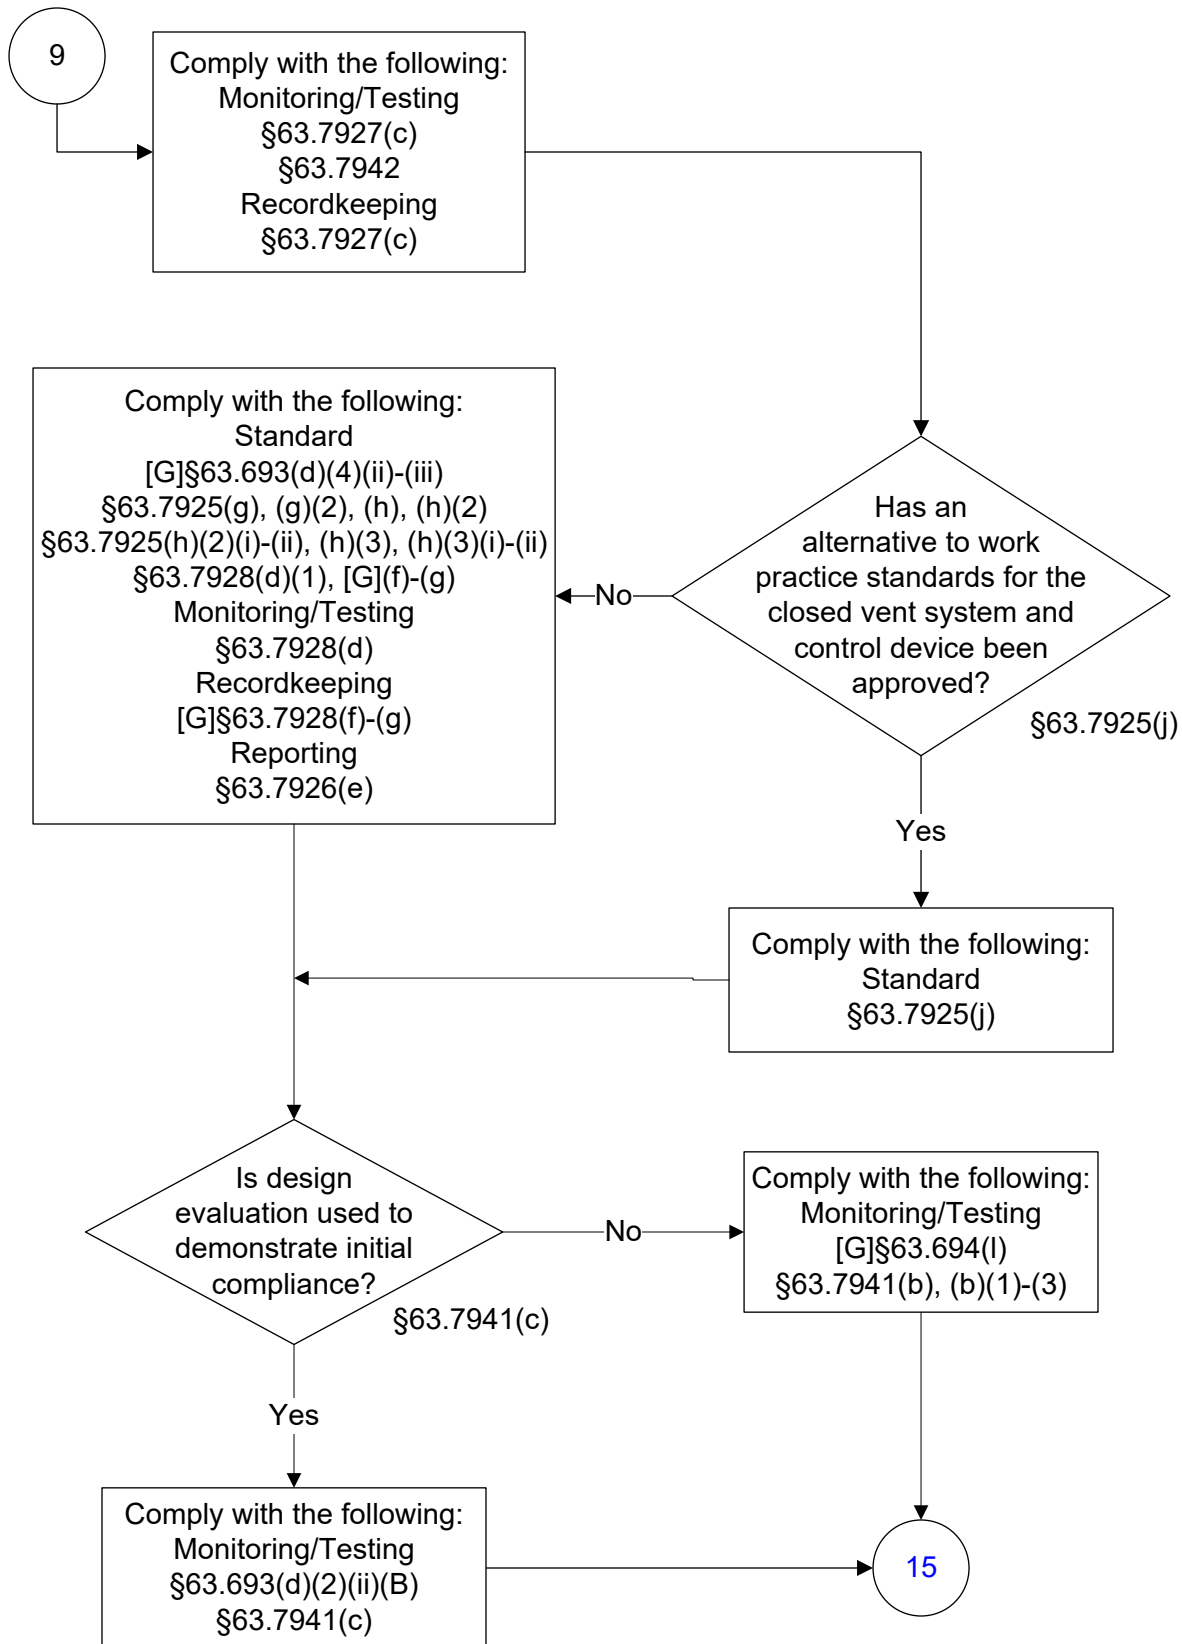 9
Comply with the following:
Monitoring/Testing
§63.7927(c)
§63.7942
Recordkeeping
§63.7927(c)
Comply with the following:
Standard
[G]§63.693(d)(4)(ii)-(iii)
§63.7925(g), (g)(2), (h), (h)(2)
§63.7925(h)(2)(i)-(ii), (h)(3), (h)(3)(i)-(ii)
§63.7928(d)(1), [G](f)-(g)
Monitoring/Testing
§63.7928(d)
Recordkeeping
[G]§63.7928(f)-(g)
Reporting
§63.7926(e)
No
Has an
alternative to work
practice standards for the
closed vent system and
control device been
approved?
§63.7925(j)
Yes
Comply with the following:
Standard
§63.7925(j)
Is design
evaluation used to
demonstrate initial
compliance?
§63.7941(c)
No
Comply with the following:
Monitoring/Testing
[G]§63.694(l)
§63.7941(b), (b)(1)-(3)
Yes
Comply with the following:
Monitoring/Testing
§63.693(d)(2)(ii)(B)
§63.7941(c)
15